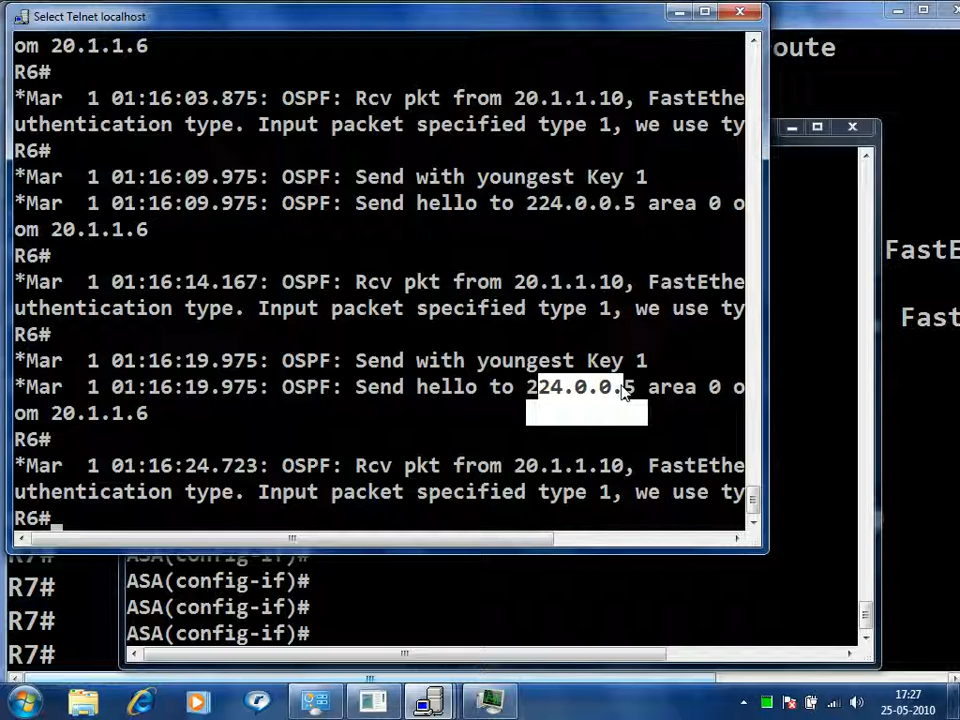 Select Telnet localhost
om 20.1.1.6
R6#
*Mar  1 01:16:03.875: OSPF: Rcv pkt from 20.1.1.10, FastEthe
uthentication type. Input packet specified type 1, we use ty
R6#
*Mar  1 01:16:09.975: OSPF: Send with youngest Key 1
*Mar  1 01:16:09.975: OSPF: Send hello to 224.0.0.5 area 0 o
om 20.1.1.6
R6#
*Mar  1 01:16:14.167: OSPF: Rcv pkt from 20.1.1.10, FastEthe
uthentication type. Input packet specified type 1, we use ty
R6#
*Mar  1 01:16:19.975: OSPF: Send with youngest Key 1
*Mar  1 01:16:19.975: OSPF: Send hello to 224.0.0.5 area 0 o
om 20.1.1.6
R6#
*Mar  1 01:16:24.723: OSPF: Rcv pkt from 20.1.1.10, FastEthe
uthentication type. Input packet specified type 1, we use ty
R6#
oute
FastE
Fast
ASA(config-if)#
ASA(config-if)#
ASA(config-if)#
ASA(config-if)#
R7#
R7#
R7#
R7#
17:27
25-05-2010